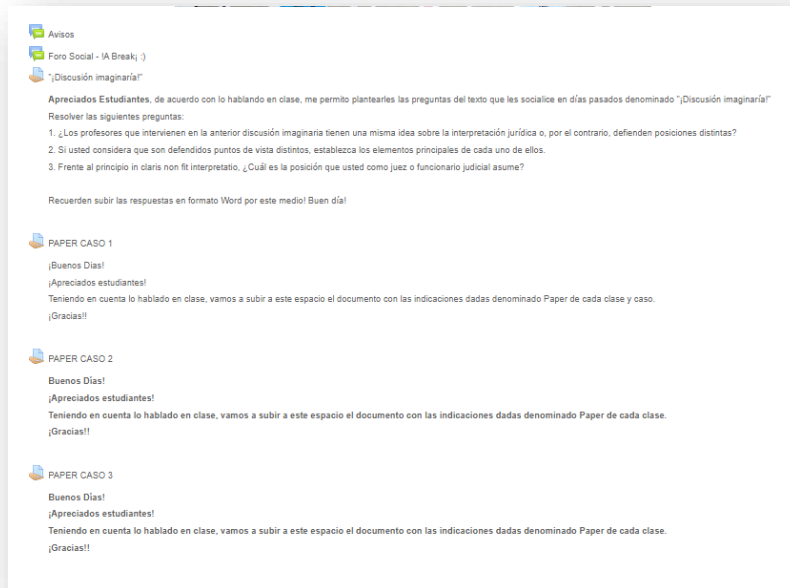 Avisos
Foro Social - !A Break¡ :)
"¡Discusión imaginaría!"
Apreciados Estudiantes, de acuerdo con lo hablando en clase, me permito plantearles las preguntas del texto que les socialice en días pasados denominado "¡Discusión imaginaría!"
Resolver las siguientes preguntas:
1. ¿Los profesores que intervienen en la anterior discusión imaginaria tienen una misma idea sobre la interpretación jurídica o, por el contrario, defienden posiciones distintas?
2. Si usted considera que son defendidos puntos de vista distintos, establezca los elementos principales de cada uno de ellos.
3. Frente al principio in claris non fit interpretatio, ¿Cuál es la posición que usted como juez o funcionario judicial asume?
Recuerden subir las respuestas en formato Word por este medio! Buen día!
PAPER CASO 1
¡Buenos Dias!
¡Apreciados estudiantes!
Teniendo en cuenta lo hablado en clase, vamos a subir a este espacio el documento con las indicaciones dadas denominado Paper de cada clase y caso.
¡Gracias!!
PAPER CASO 2
Buenos Días!
¡Apreciados estudiantes!
Teniendo en cuenta lo hablado en clase, vamos a subir a este espacio el documento con las indicaciones dadas denominado Paper de cada clase.
¡Gracias!!
PAPER CASO 3
Buenos Días!
¡Apreciados estudiantes!
Teniendo en cuenta lo hablado en clase, vamos a subir a este espacio el documento con las indicaciones dadas denominado Paper de cada clase.
¡Gracias!!